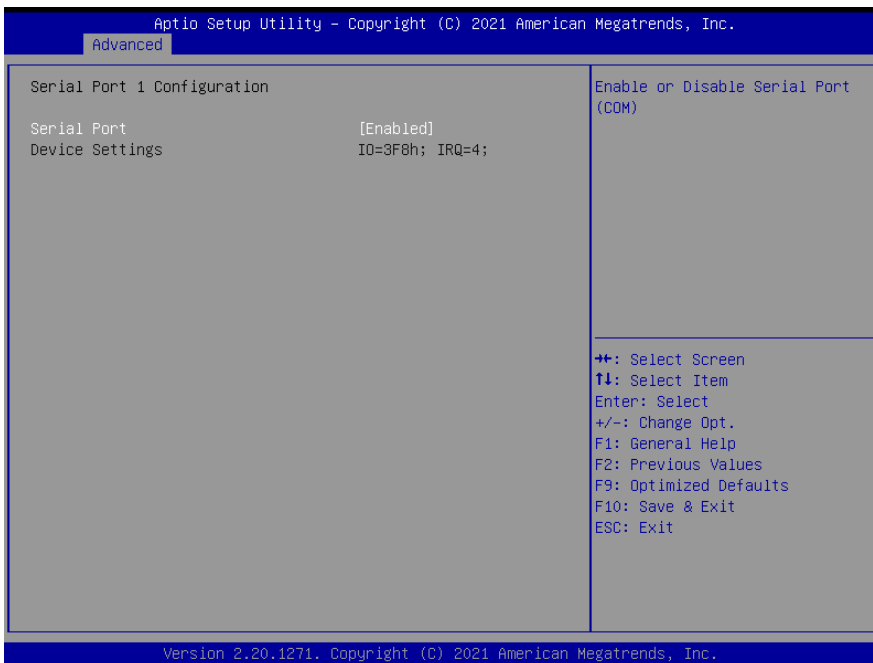 Aptio Setup Utility – Copyright (C) 2021 American Megatrends, Inc.
Advanced
Serial Port 1 Configuration
Serial Port [Enabled]
Device Settings IO=3F8h; IRQ=4;
Enable or Disable Serial Port
(COM)
→←: Select Screen
↑↓: Select Item
Enter: Select
+/-: Change Opt.
F1: General Help
F2: Previous Values
F9: Optimized Defaults
F10: Save & Exit
ESC: Exit
Version 2.20.1271. Copyright (C) 2021 American Megatrends, Inc.